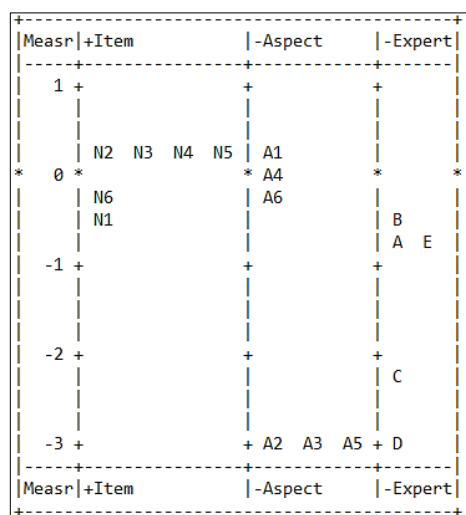 +-----------------------------------------+
|Measr|+Item          |-Aspect    |-Expert|
|-----+---------------+-----------+-------|
|   1 +               +           +       |
|     |               |           |       |
|     |               |           |       |
|     | N2  N3  N4  N5 | A1        |       |
*   0 *               * A4        *       *
|     | N6            | A6        |       |
|     | N1            |           | B     |
|     |               |           | A  E  |
|  -1 +               +           +       |
|     |               |           |       |
|     |               |           |       |
|     |               |           |       |
|  -2 +               +           +       |
|     |               |           | C     |
|     |               |           |       |
|     |               |           |       |
|  -3 +               + A2  A3  A5 + D     |
|-----+---------------+-----------+-------|
|Measr|+Item          |-Aspect    |-Expert|
+-----------------------------------------+